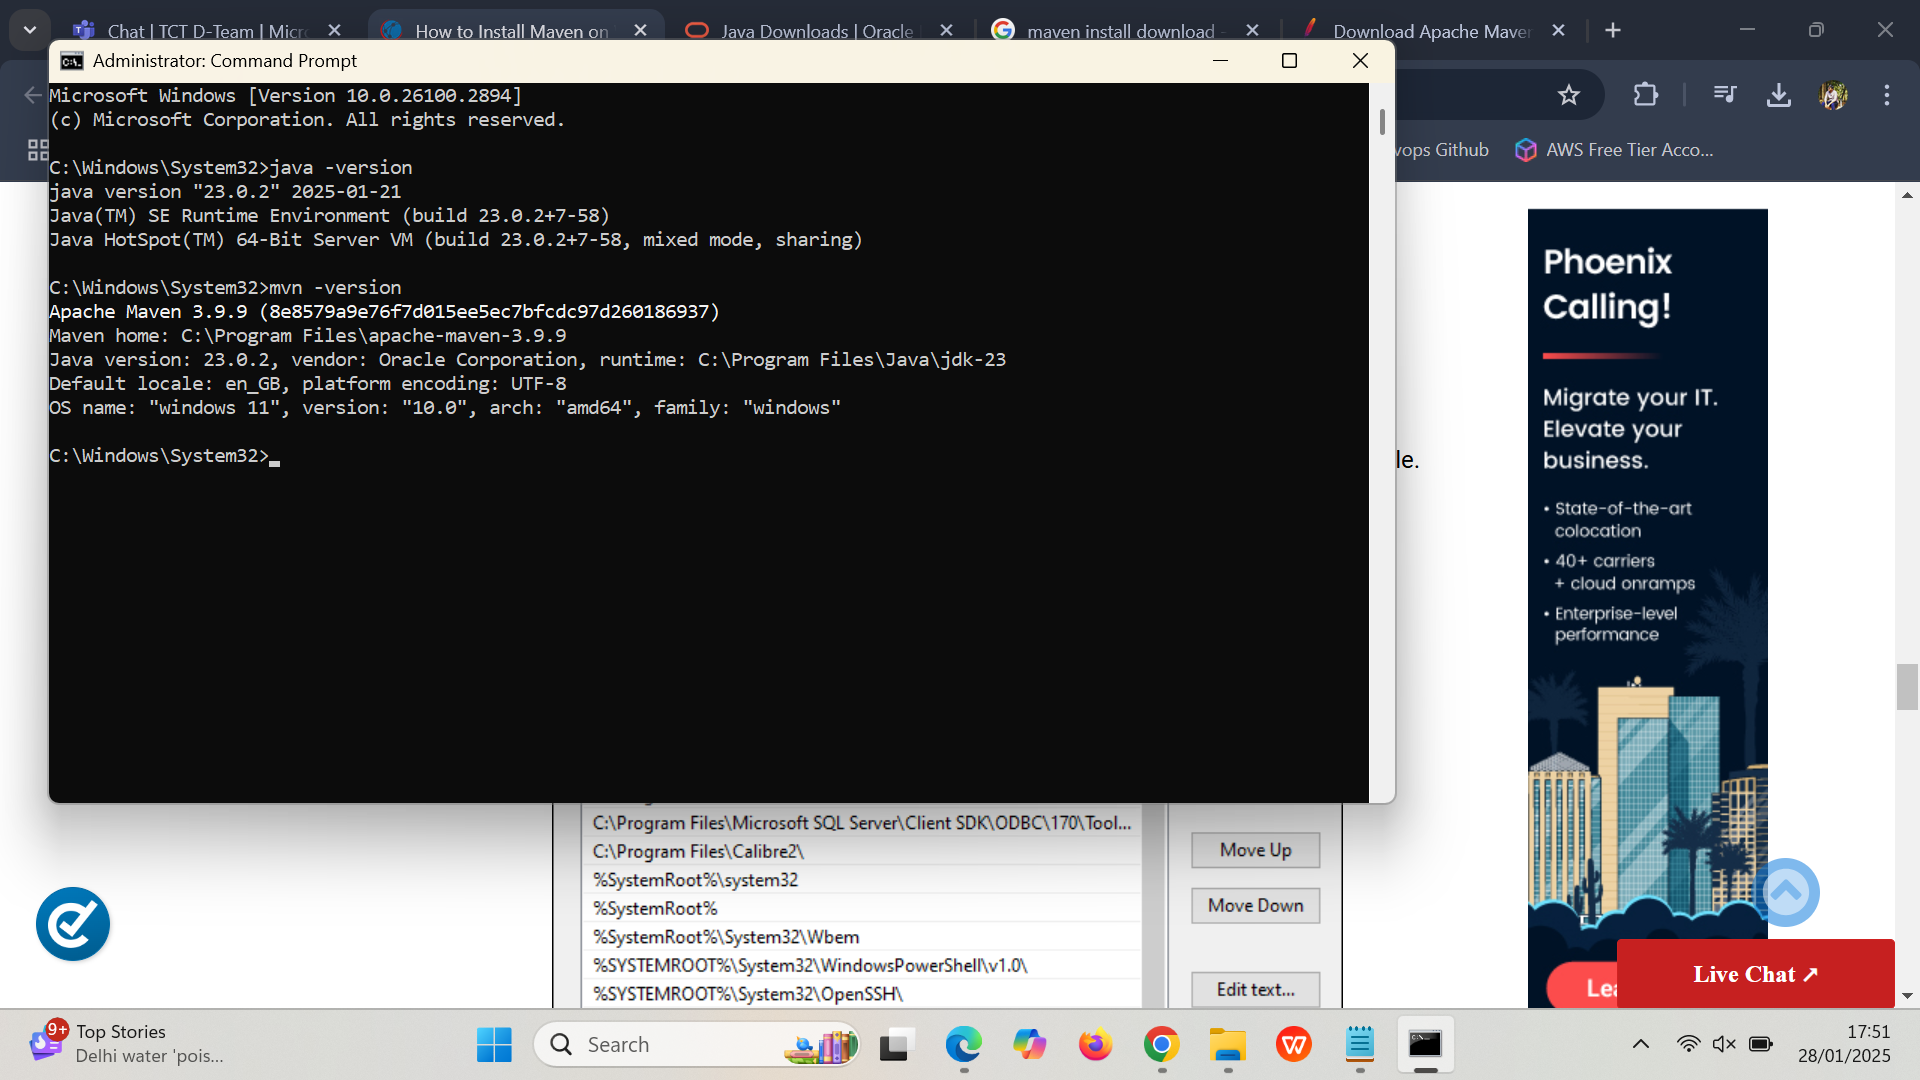 Chat | TCT D-Team | Micr
How to Install Maven on
Java Downloads | Oracle
maven install download -
Download Apache Maven
Administrator: Command Prompt
vops Github
AWS Free Tier Acco...
Microsoft Windows [Version 10.0.26100.2894]
(c) Microsoft Corporation. All rights reserved.
C:\Windows\System32>java -version
java version "23.0.2" 2025-01-21
Java(TM) SE Runtime Environment (build 23.0.2+7-58)
Java HotSpot(TM) 64-Bit Server VM (build 23.0.2+7-58, mixed mode, sharing)
C:\Windows\System32>mvn -version
Apache Maven 3.9.9 (8e8579a9e76f7d015ee5ec7bfcdc97d260186937)
Maven home: C:\Program Files\apache-maven-3.9.9
Java version: 23.0.2, vendor: Oracle Corporation, runtime: C:\Program Files\Java\jdk-23
Default locale: en_GB, platform encoding: UTF-8
OS name: "windows 11", version: "10.0", arch: "amd64", family: "windows"
C:\Windows\System32>
le.
Phoenix
Calling!
Migrate your IT.
Elevate your
business.
• State-of-the-art
colocation
• 40+ carriers
+ cloud onramps
• Enterprise-level
performance
Lea
Live Chat ↗
C:\Program Files\Microsoft SQL Server\Client SDK\ODBC\170\Tool...
C:\Program Files\Calibre2\
%SystemRoot%\system32
%SystemRoot%
%SystemRoot%\System32\Wbem
%SYSTEMROOT%\System32\WindowsPowerShell\v1.0\
%SYSTEMROOT%\System32\OpenSSH\
Move Up
Move Down
Edit text...
9+
Top Stories
Delhi water 'pois...
Search
17:51
28/01/2025